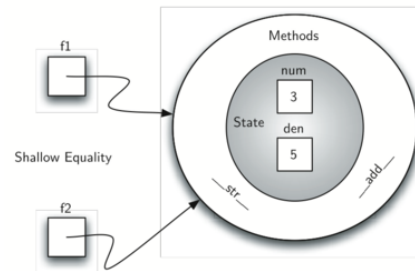 f1
Methods
num
3
State
den
5
Shallow Equality
__str__
__add__
f2